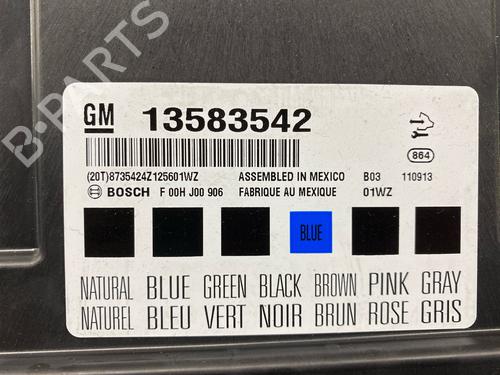 B-PARTS
GM 13583542
864
(20T)8735424Z125601WZ ASSEMBLED IN MEXICO B03 110913
BOSCH F 00H J00 906 FABRIQUE AU MEXIQUE 01WZ
BLUE
NATURAL BLUE GREEN BLACK BROWN PINK GRAY
NATUREL BLEU VERT NOIR BRUN ROSE GRIS